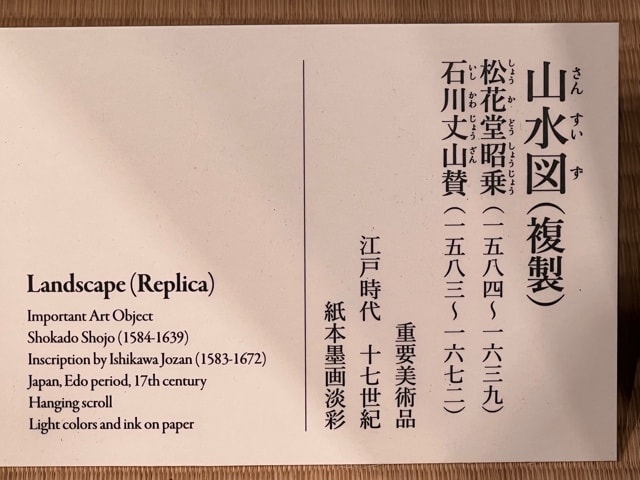 山水図(複製)
さんすいず
松花堂昭乗(一五八四~一六三九)
しょうかどうしょうじょう
石川丈山賛(一五八三~一六七二)
いしかわじょうざん
重要美術品
江戸時代 十七世紀
紙本墨画淡彩
Landscape (Replica)
Important Art Object
Shokado Shojo (1584-1639)
Inscription by Ishikawa Jozan (1583-1672)
Japan, Edo period, 17th century
Hanging scroll
Light colors and ink on paper